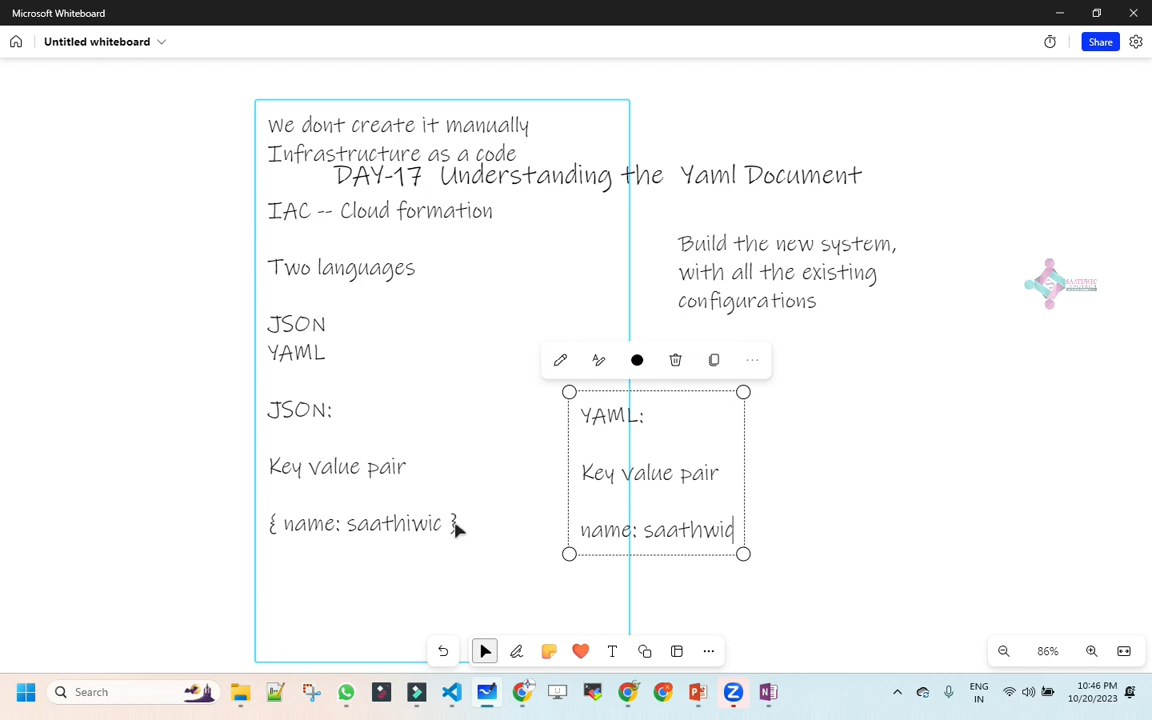 Microsoft Whiteboard
Untitled whiteboard
Share
We dont create it manually
Infrastructure as a code
DAY-17 Understanding the Yaml Document
IAC -- Cloud formation
Build the new system,
with all the existing
configurations
Two languages
JSON
YAML
JSON:
Key value pair
{ name: saathiwic }
YAML:
Key value pair
name: saathwic
86%
Search
ENG
IN
10:46 PM
10/20/2023